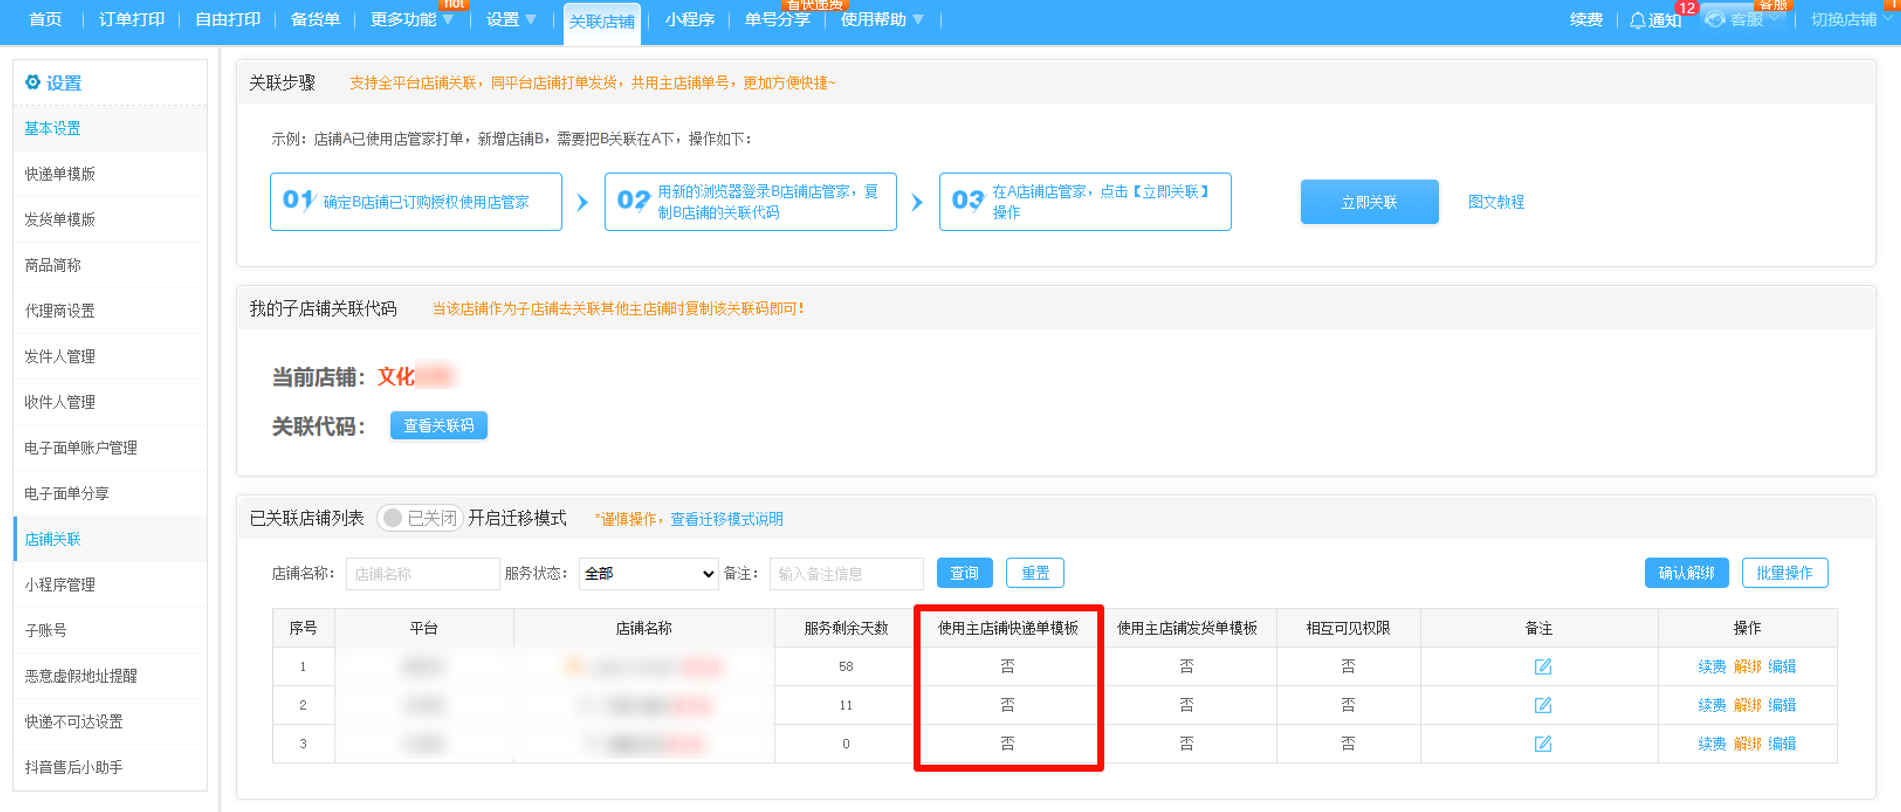 首页 订单打印 自由打印 备货单 更多功能 hot 设置 关联店铺 小程序 单号分享 省快递费 使用帮助 续费 通知 12 客服 客服 切换店铺
设置
基本设置
快递单模版
发货单模版
商品简称
代理商设置
发件人管理
收件人管理
电子面单账户管理
电子面单分享
店铺关联
小程序管理
子账号
恶意虚假地址提醒
快递不可达设置
抖音售后小助手
关联步骤 支持全平台店铺关联，同平台店铺打单发货，共用主店铺单号，更加方便快捷~
示例：店铺A已使用店管家打单，新增店铺B，需要把B关联在A下，操作如下：
01 确定B店铺已订购授权使用店管家
02 用新的浏览器登录B店铺店管家，复
制B店铺的关联代码
03 在A店铺店管家，点击【立即关联】
操作
立即关联 图文教程
我的子店铺关联代码 当该店铺作为子店铺去关联其他主店铺时复制该关联码即可！
当前店铺： 文化
关联代码： 查看关联码
已关联店铺列表 已关闭 开启迁移模式 *谨慎操作，查看迁移模式说明
店铺名称： 店铺名称 服务状态： 全部 备注： 输入备注信息 查询 重置 确认解绑 批量操作
序号 平台 店铺名称 服务剩余天数 使用主店铺快递单模板 使用主店铺发货单模板 相互可见权限 备注 操作
1 58 否 否 否 续费 解绑 编辑
2 11 否 否 否 续费 解绑 编辑
3 0 否 否 否 续费 解绑 编辑